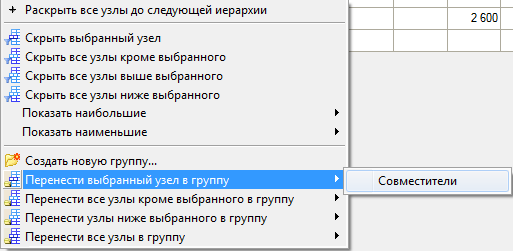 + Раскрыть все узлы до следующей иерархии
2 600
Скрыть выбранный узел
Скрыть все узлы кроме выбранного
Скрыть все узлы выше выбранного
Скрыть все узлы ниже выбранного
Показать наибольшие
Показать наименьшие
Создать новую группу...
Перенести выбранный узел в группу
Совместители
Перенести все узлы кроме выбранного в группу
Перенести узлы ниже выбранного в группу
Перенести все узлы в группу